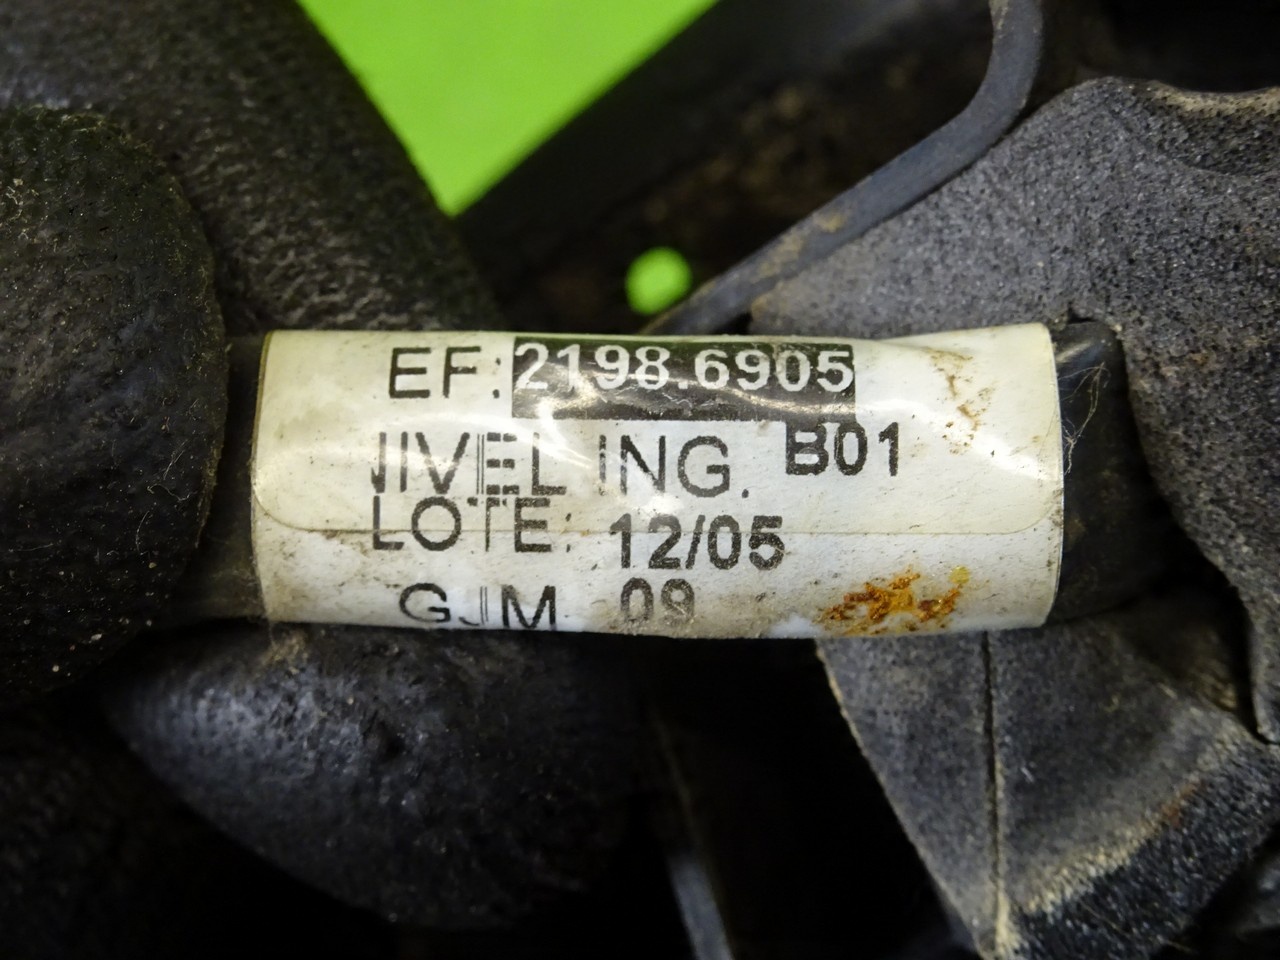 EF: 2198.6905
NIVEL ING. B01
LOTE: 12/05
GJM 09